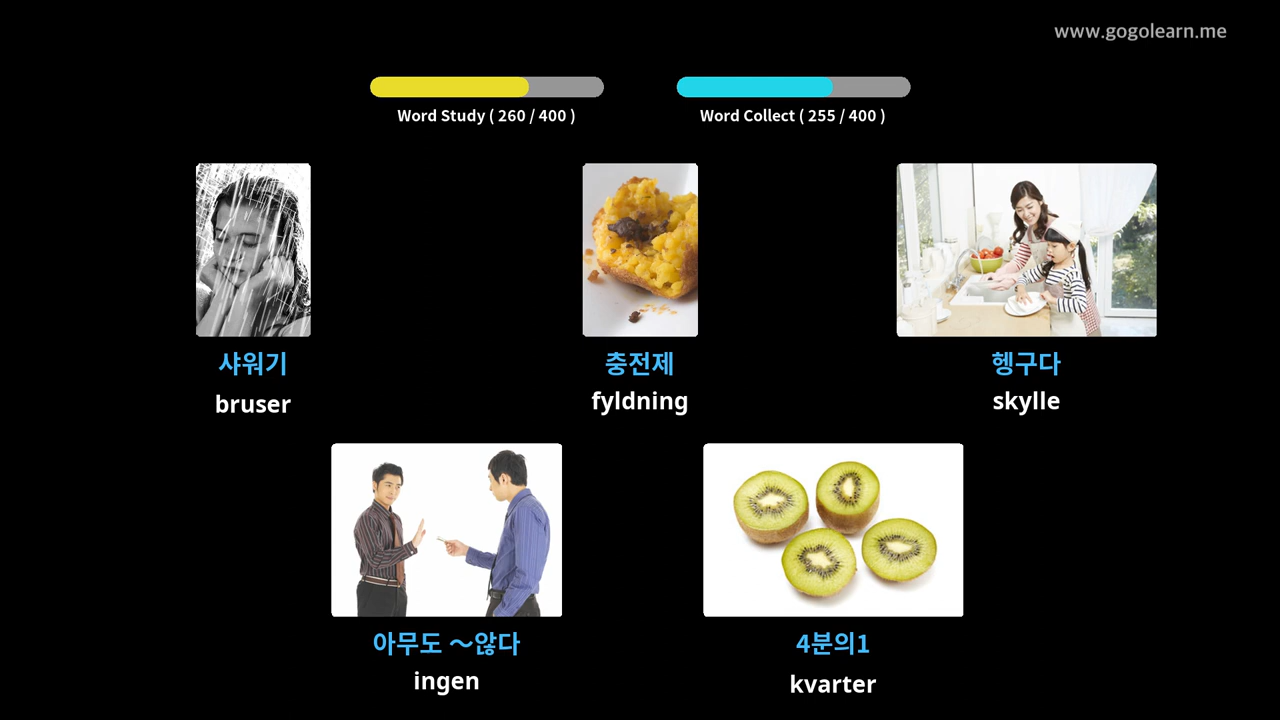 www.gogolearn.me
Word Study ( 260 / 400 )
Word Collect ( 255 / 400 )
샤워기
bruser
충전제
fyldning
헹구다
skylle
아무도 ~않다
ingen
4분의1
kvarter